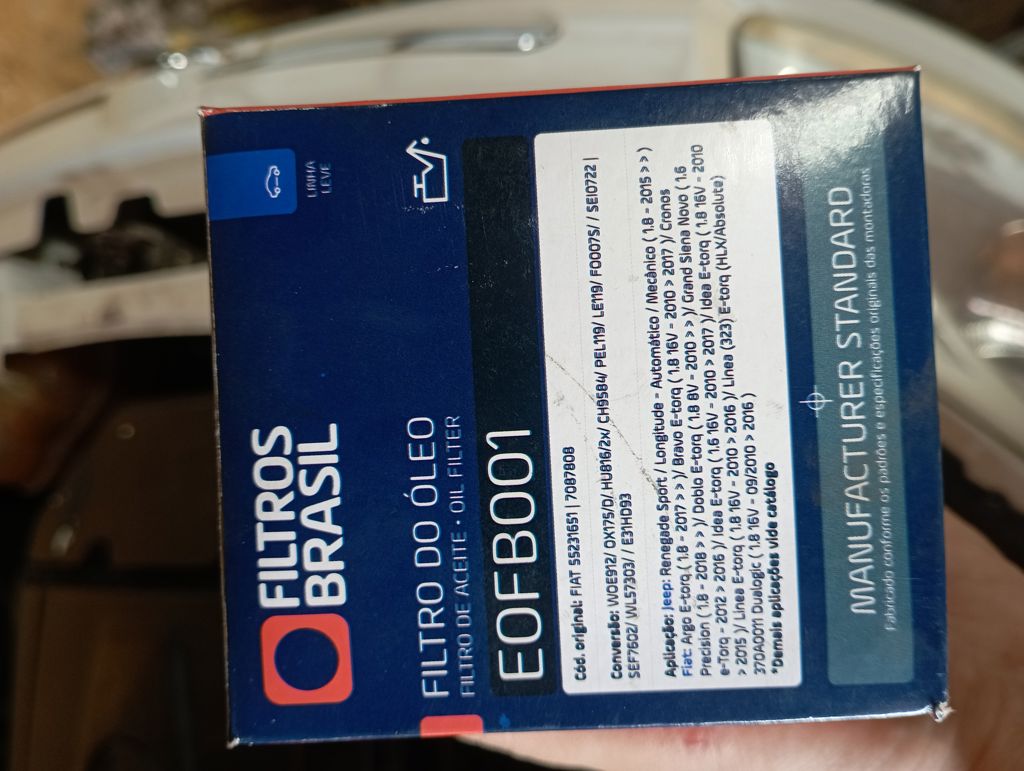 LINHA
LEVE
FILTROS
BRASIL
FILTRO DO ÓLEO
FILTRO DE ACEITE • OIL FILTER
EOFB001
Cód. original: FIAT 55231651 | 7087808
Conversão: WOE912/ OX175/D/ HU816/2x/ CH9584/ PEL119/ LE119/ FO0075/ / SEI0722 |
SEF7602/ WL57303/ / E31HD93
Aplicação: Jeep: Renegade Sport / Longitude - Automático / Mecânico ( 1.8 - 2015 >> )
Fiat: Argo E-torq ( 1.8 - 2017 >> )/ Bravo E-torq ( 1.8 16V - 2010 > 2017 )/ Cronos
Precision ( 1.8 - 2018 >> )/ Doblo E-torq ( 1.8 8V - 2010 >> )/ Grand Siena Novo ( 1.6
e-Torq - 2012 > 2016 )/ Idea E-torq ( 1.6 16V - 2010 > 2017 )/ Idea E-torq ( 1.8 16V - 2010
> 2015 )/ Linea E-torq ( 1.8 16V - 2010 > 2016 )/ Linea (323) E-torq (HLX/Absolute)
370A0011 Dualogic ( 1.8 16V - 09/2010 > 2016 )
*Demais aplicações vide catálogo
MANUFACTURER STANDARD
Fabricado conforme os padrões e especificações originais das montadoras